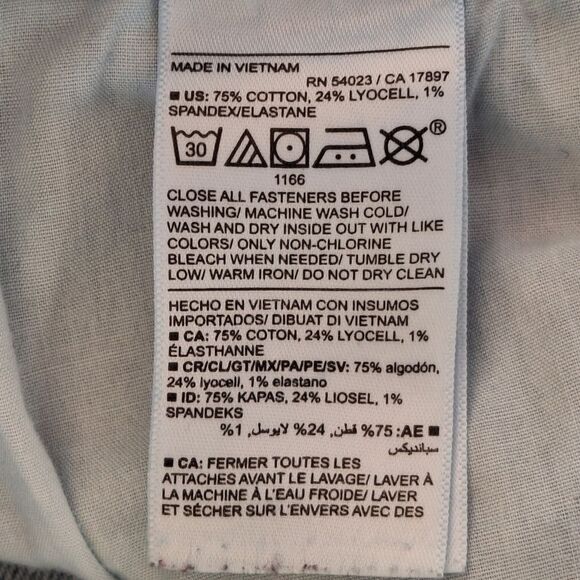 MADE IN VIETNAM
RN 54023 / CA 17897
■ US: 75% COTTON, 24% LYOCELL, 1%
SPANDEX/ELASTANE
30
®
1166
CLOSE ALL FASTENERS BEFORE
WASHING/ MACHINE WASH COLD/
WASH AND DRY INSIDE OUT WITH LIKE
COLORS/ ONLY NON-CHLORINE
BLEACH WHEN NEEDED/ TUMBLE DRY
LOW/ WARM IRON/ DO NOT DRY CLEAN
HECHO EN VIETNAM CON INSUMOS
IMPORTADOS/ DIBUAT DI VIETNAM
■ CA: 75% COTON, 24% LYOCELL, 1%
ÉLASTHANNE
■ CR/CL/GT/MX/PA/PE/SV: 75% algodón,
24% lyocell, 1% elastano
■ ID: 75% KAPAS, 24% LIOSEL, 1%
SPANDEKS
■ AE: 75% قطن, 24% لايوسل, 1%
سبانديكس
■ CA: FERMER TOUTES LES
ATTACHES AVANT LE LAVAGE/ LAVER À
LA MACHINE À L'EAU FROIDE/ LAVER
ET SÉCHER SUR L'ENVERS AVEC DES